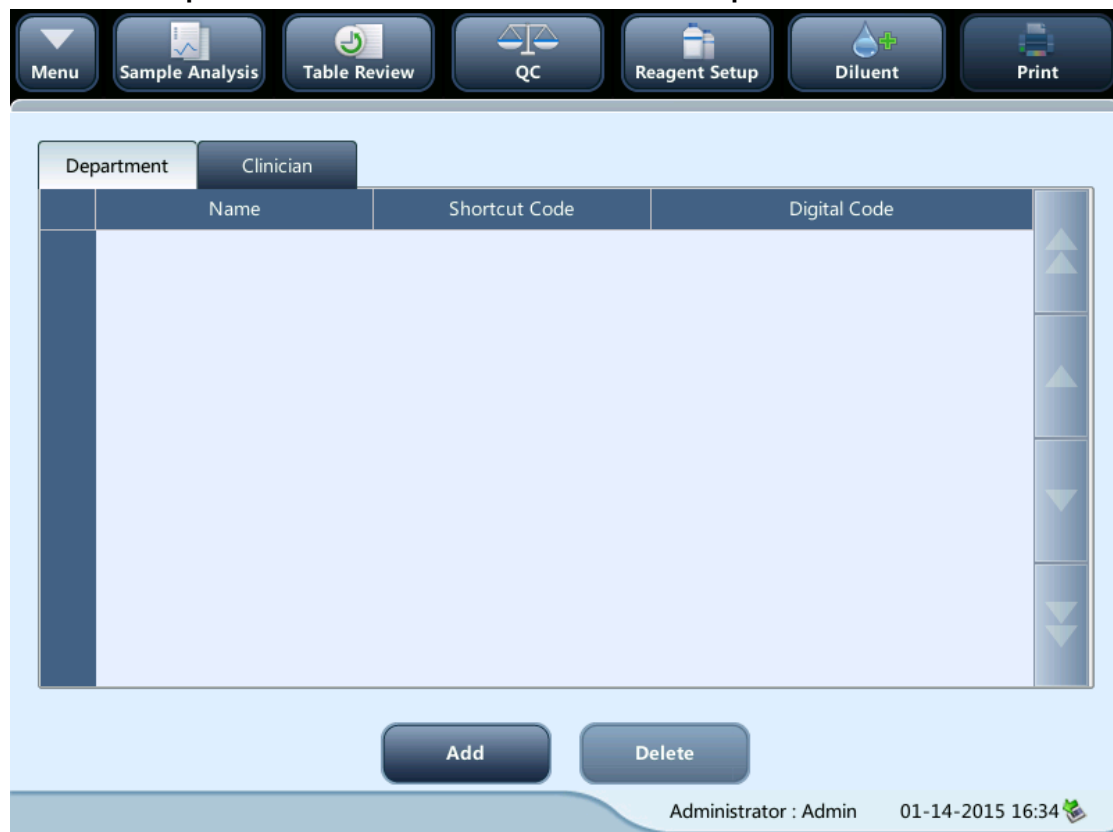 Menu
Sample Analysis
Table Review
QC
Reagent Setup
Diluent
Print
Department
Clinician
Name
Shortcut Code
Digital Code
Add
Delete
Administrator : Admin
01-14-2015 16:34